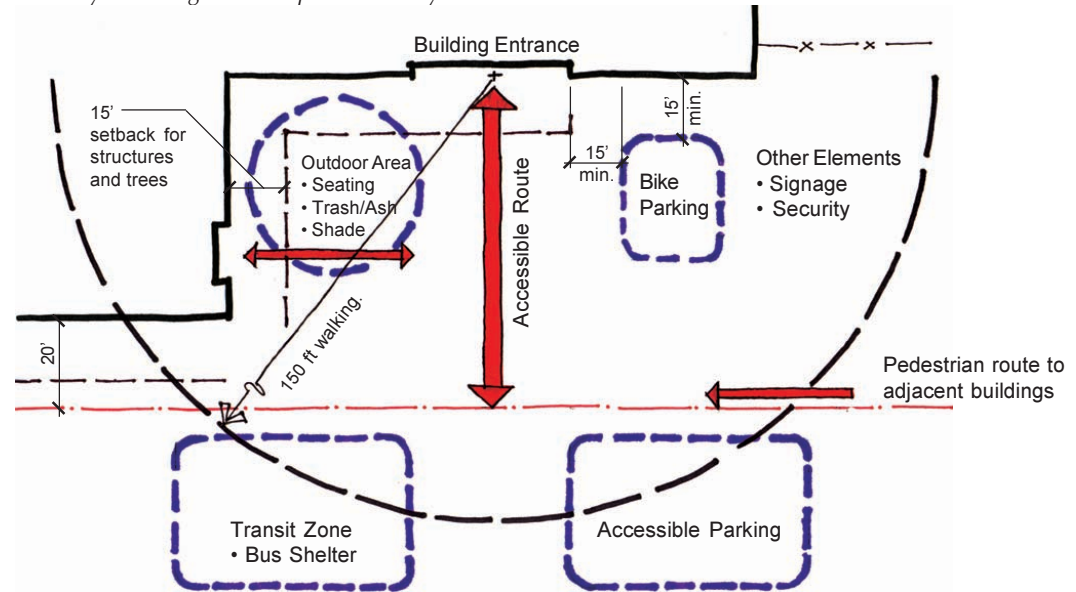 Building Entrance
15'
setback for
structures
and trees
Outdoor Area
• Seating
• Trash/Ash
• Shade
15'
min.
15'
min.
Bike
Parking
Other Elements
• Signage
• Security
Accessible Route
150 ft walking.
20'
Pedestrian route to
adjacent buildings
Transit Zone
• Bus Shelter
Accessible Parking